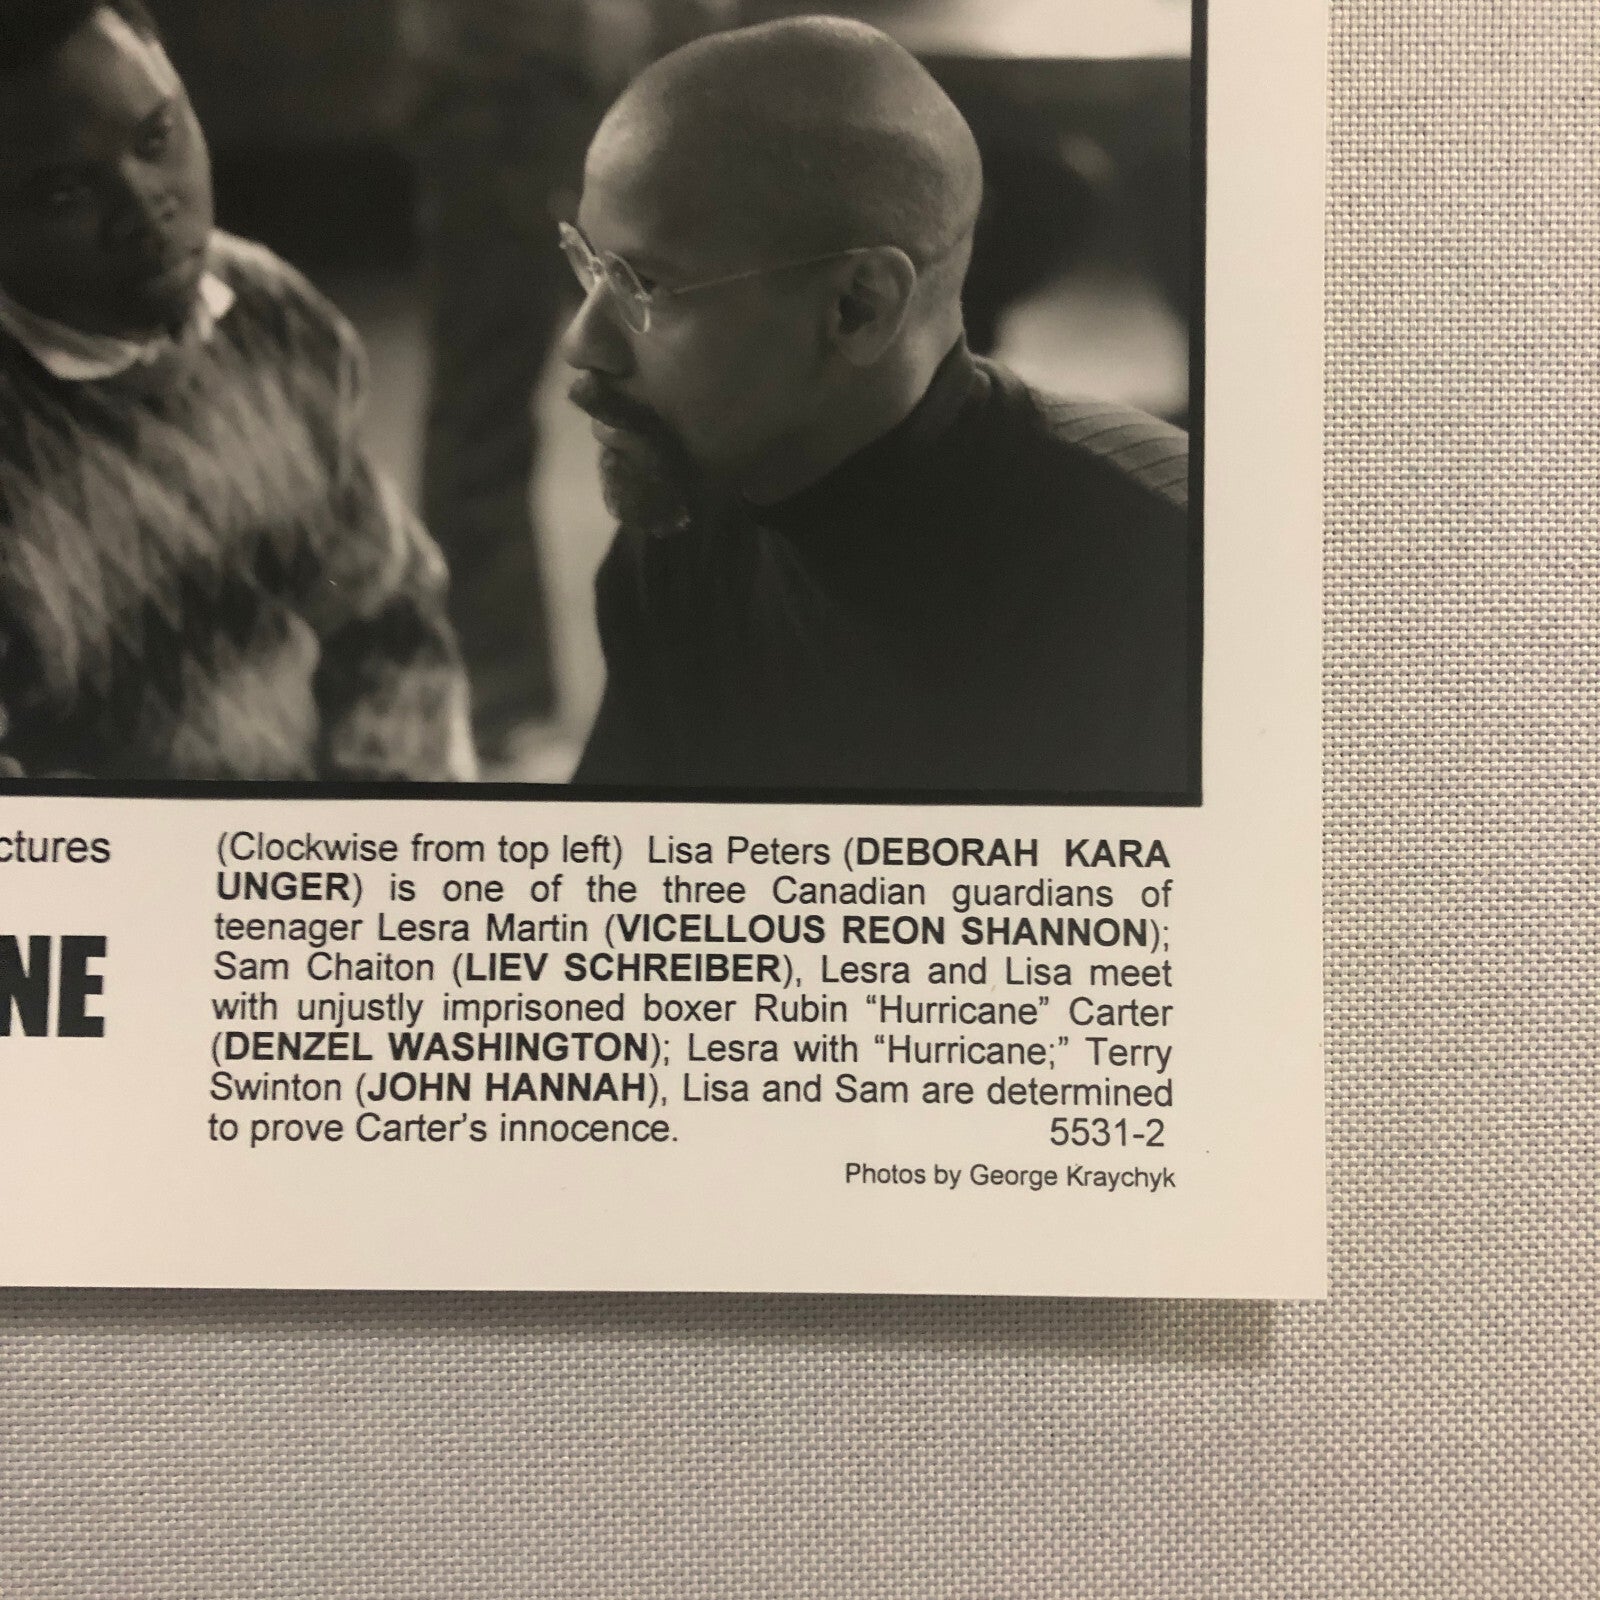 ctures
NE
(Clockwise from top left) Lisa Peters (DEBORAH KARA
UNGER) is one of the three Canadian guardians of
teenager Lesra Martin (VICELLOUS REON SHANNON);
Sam Chaiton (LIEV SCHREIBER), Lesra and Lisa meet
with unjustly imprisoned boxer Rubin “Hurricane” Carter
(DENZEL WASHINGTON); Lesra with “Hurricane;” Terry
Swinton (JOHN HANNAH), Lisa and Sam are determined
to prove Carter’s innocence. 5531-2
Photos by George Kraychyk